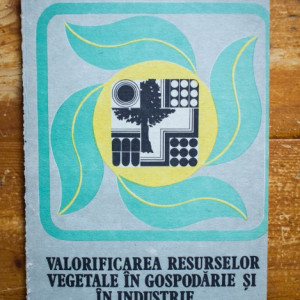 VALORIFICAREA RESURSELOR
VEGETALE ÎN GOSPODĂRIE ȘI
ÎN INDUSTRIE